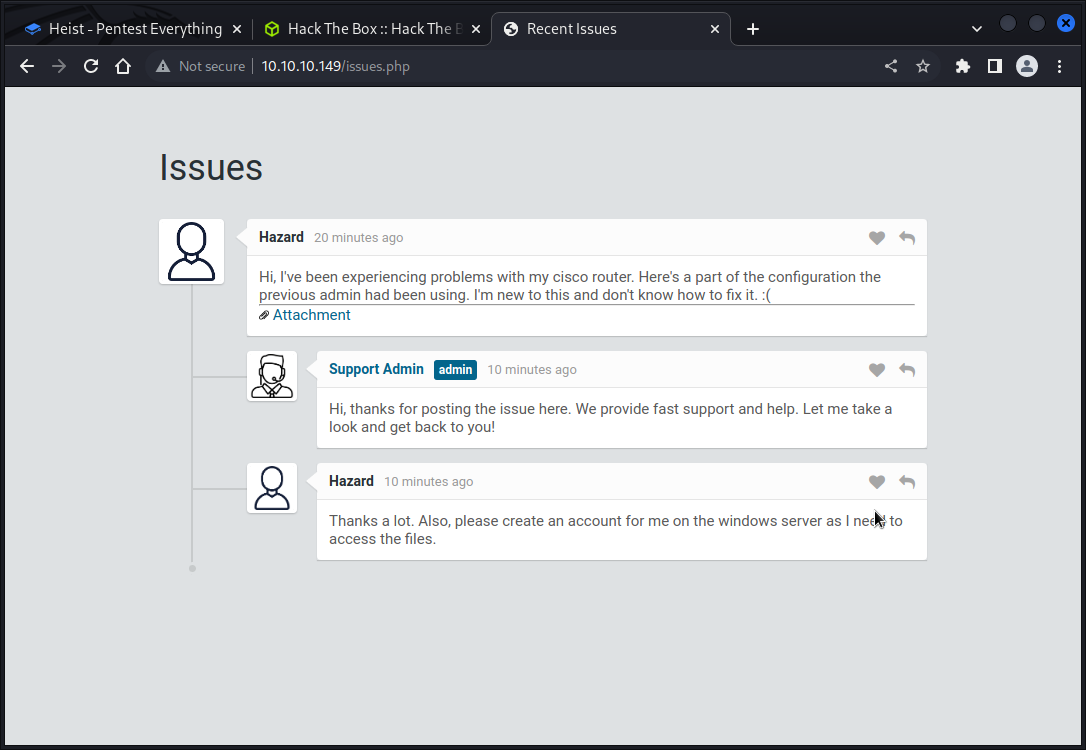 Heist - Pentest Everything
Hack The Box :: Hack The B
Recent Issues
Not secure
10.10.10.149/issues.php
Issues
Hazard 20 minutes ago
Hi, I've been experiencing problems with my cisco router. Here's a part of the configuration the
previous admin had been using. I'm new to this and don't know how to fix it. :(
Attachment
Support Admin admin 10 minutes ago
Hi, thanks for posting the issue here. We provide fast support and help. Let me take a
look and get back to you!
Hazard 10 minutes ago
Thanks a lot. Also, please create an account for me on the windows server as I need to
access the files.